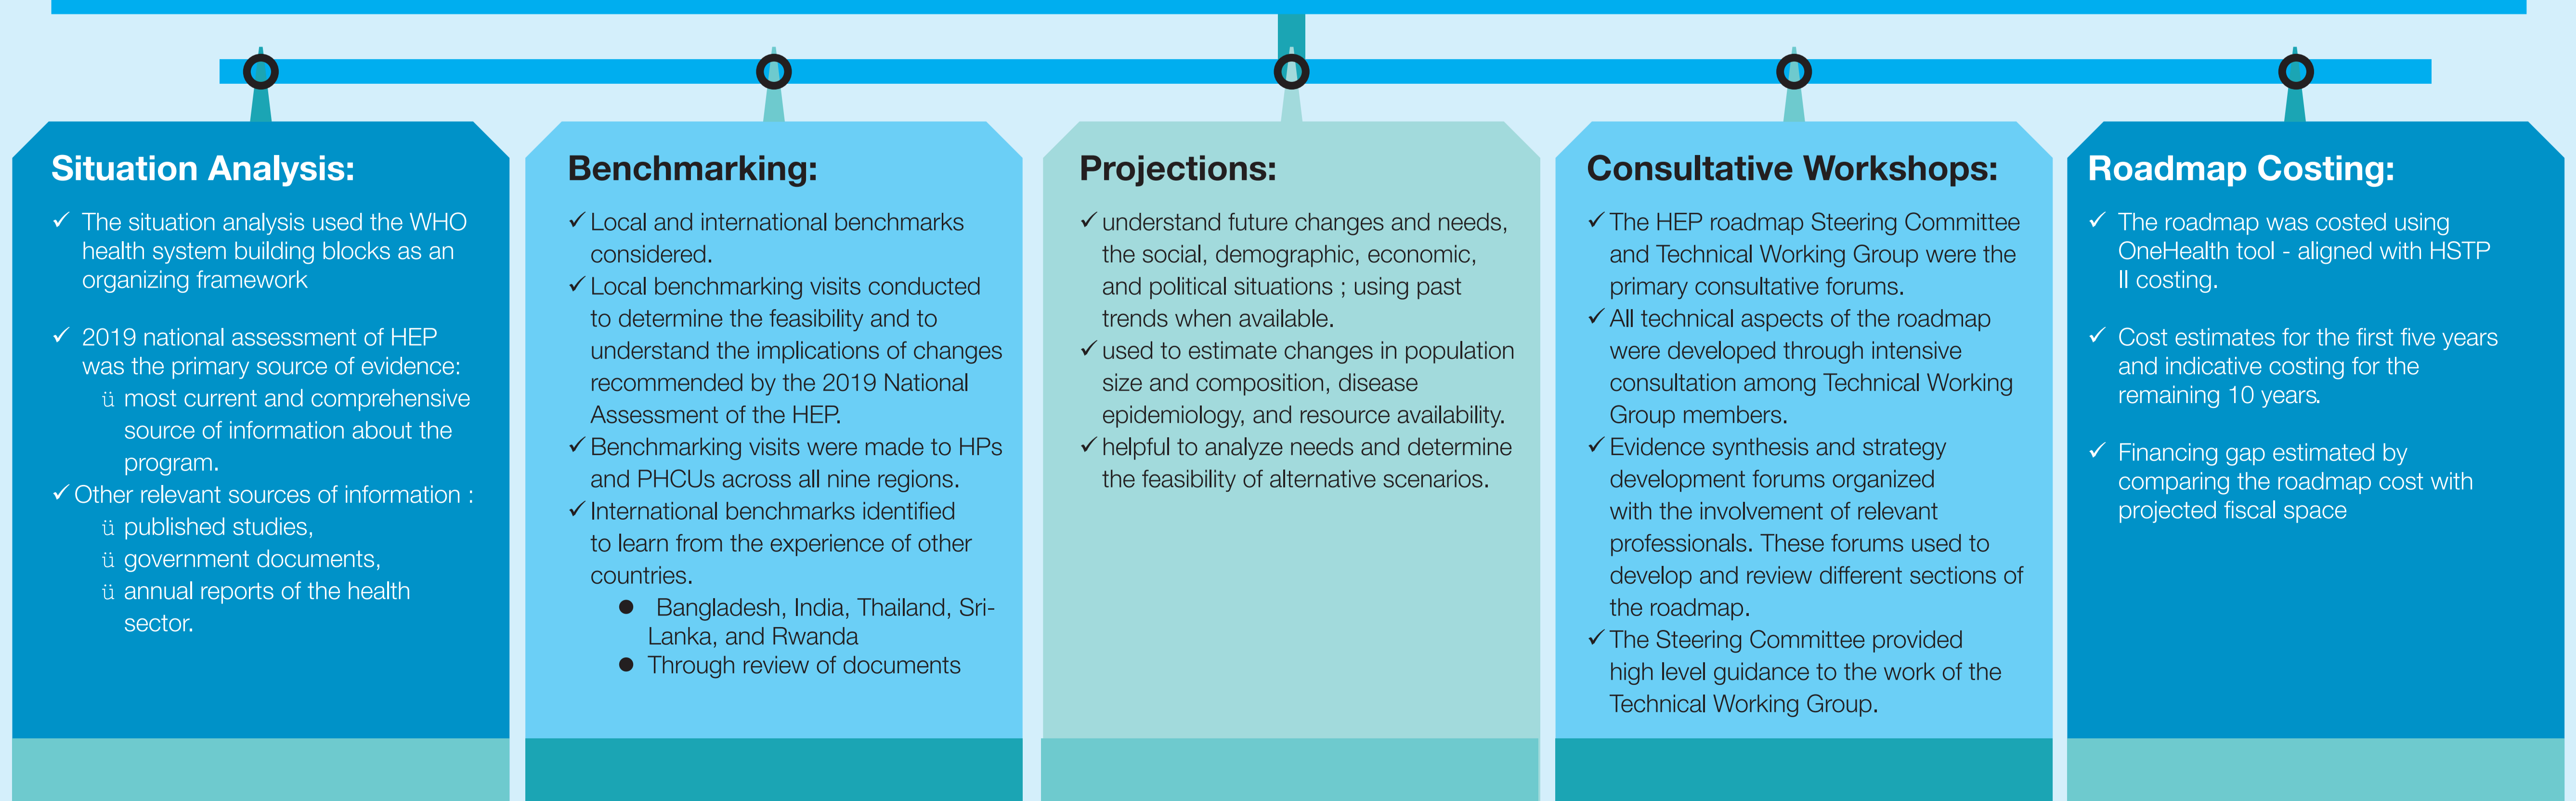 Situation Analysis:
✓ The situation analysis used the WHO
health system building blocks as an
organizing framework
✓ 2019 national assessment of HEP
was the primary source of evidence:
ü most current and comprehensive
source of information about the
program.
✓ Other relevant sources of information :
ü published studies,
ü government documents,
ü annual reports of the health
sector.
Benchmarking:
✓ Local and international benchmarks
considered.
✓ Local benchmarking visits conducted
to determine the feasibility and to
understand the implications of changes
recommended by the 2019 National
Assessment of the HEP.
✓ Benchmarking visits were made to HPs
and PHCUs across all nine regions.
✓ International benchmarks identified
to learn from the experience of other
countries.
● Bangladesh, India, Thailand, Sri-
Lanka, and Rwanda
● Through review of documents
Projections:
✓ understand future changes and needs,
the social, demographic, economic,
and political situations ; using past
trends when available.
✓ used to estimate changes in population
size and composition, disease
epidemiology, and resource availability.
✓ helpful to analyze needs and determine
the feasibility of alternative scenarios.
Consultative Workshops:
✓ The HEP roadmap Steering Committee
and Technical Working Group were the
primary consultative forums.
✓ All technical aspects of the roadmap
were developed through intensive
consultation among Technical Working
Group members.
✓ Evidence synthesis and strategy
development forums organized
with the involvement of relevant
professionals. These forums used to
develop and review different sections of
the roadmap.
✓ The Steering Committee provided
high level guidance to the work of the
Technical Working Group.
Roadmap Costing:
✓ The roadmap was costed using
OneHealth tool - aligned with HSTP
II costing.
✓ Cost estimates for the first five years
and indicative costing for the
remaining 10 years.
✓ Financing gap estimated by
comparing the roadmap cost with
projected fiscal space